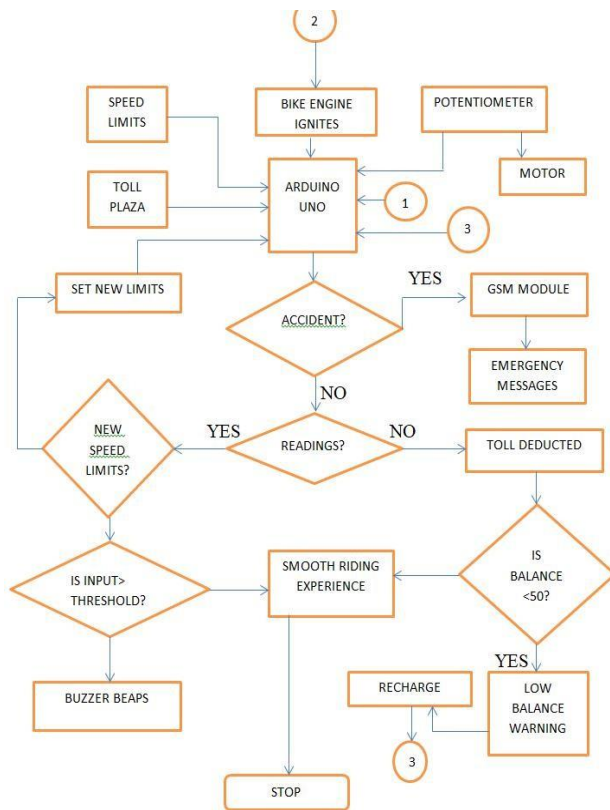 2
SPEED
LIMITS
BIKE ENGINE
IGNITES
POTENTIOMETER
MOTOR
TOLL
PLAZA
ARDUINO
UNO
1
3
SET NEW LIMITS
ACCIDENT?
YES
GSM MODULE
EMERGENCY
MESSAGES
NO
NEW
SPEED
LIMITS?
YES
READINGS?
NO
TOLL DEDUCTED
IS INPUT>
THRESHOLD?
SMOOTH RIDING
EXPERIENCE
IS
BALANCE
<50?
YES
BUZZER BEAPS
RECHARGE
LOW
BALANCE
WARNING
3
STOP